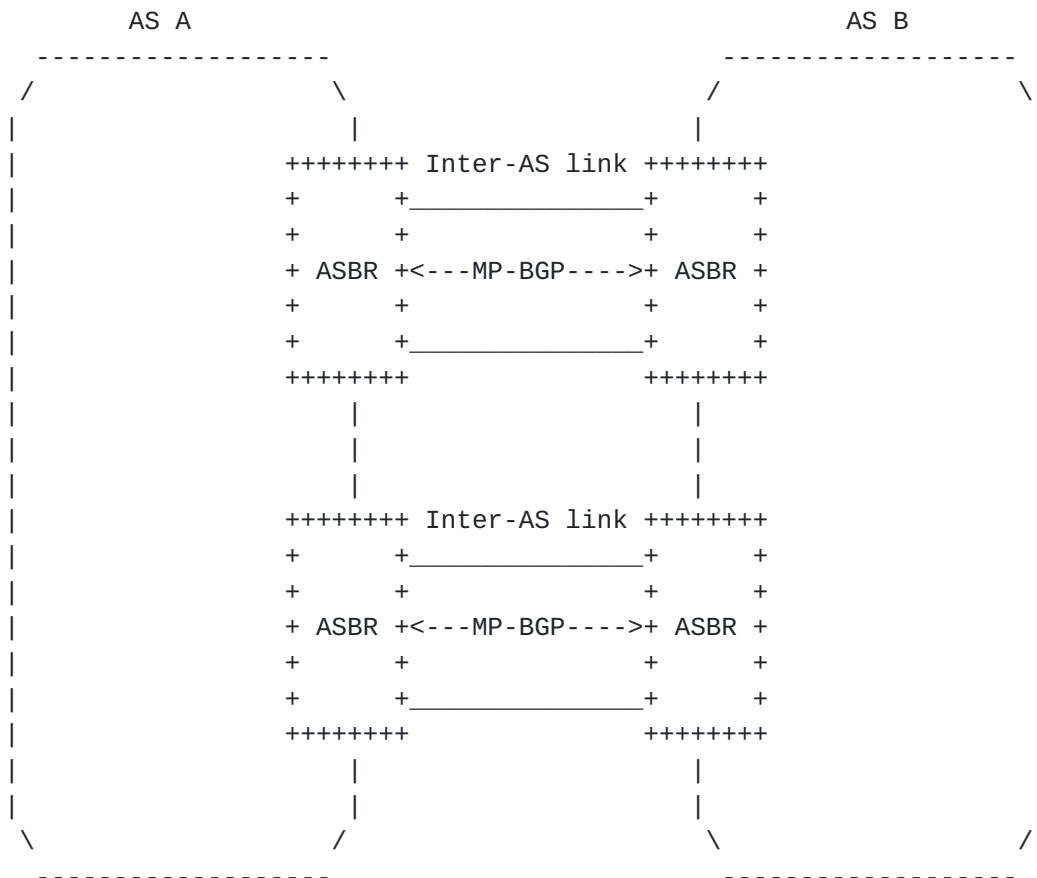 AS A AS B
Inter-AS link
ASBR <---MP-BGP----> ASBR
Inter-AS link
ASBR <---MP-BGP----> ASBR